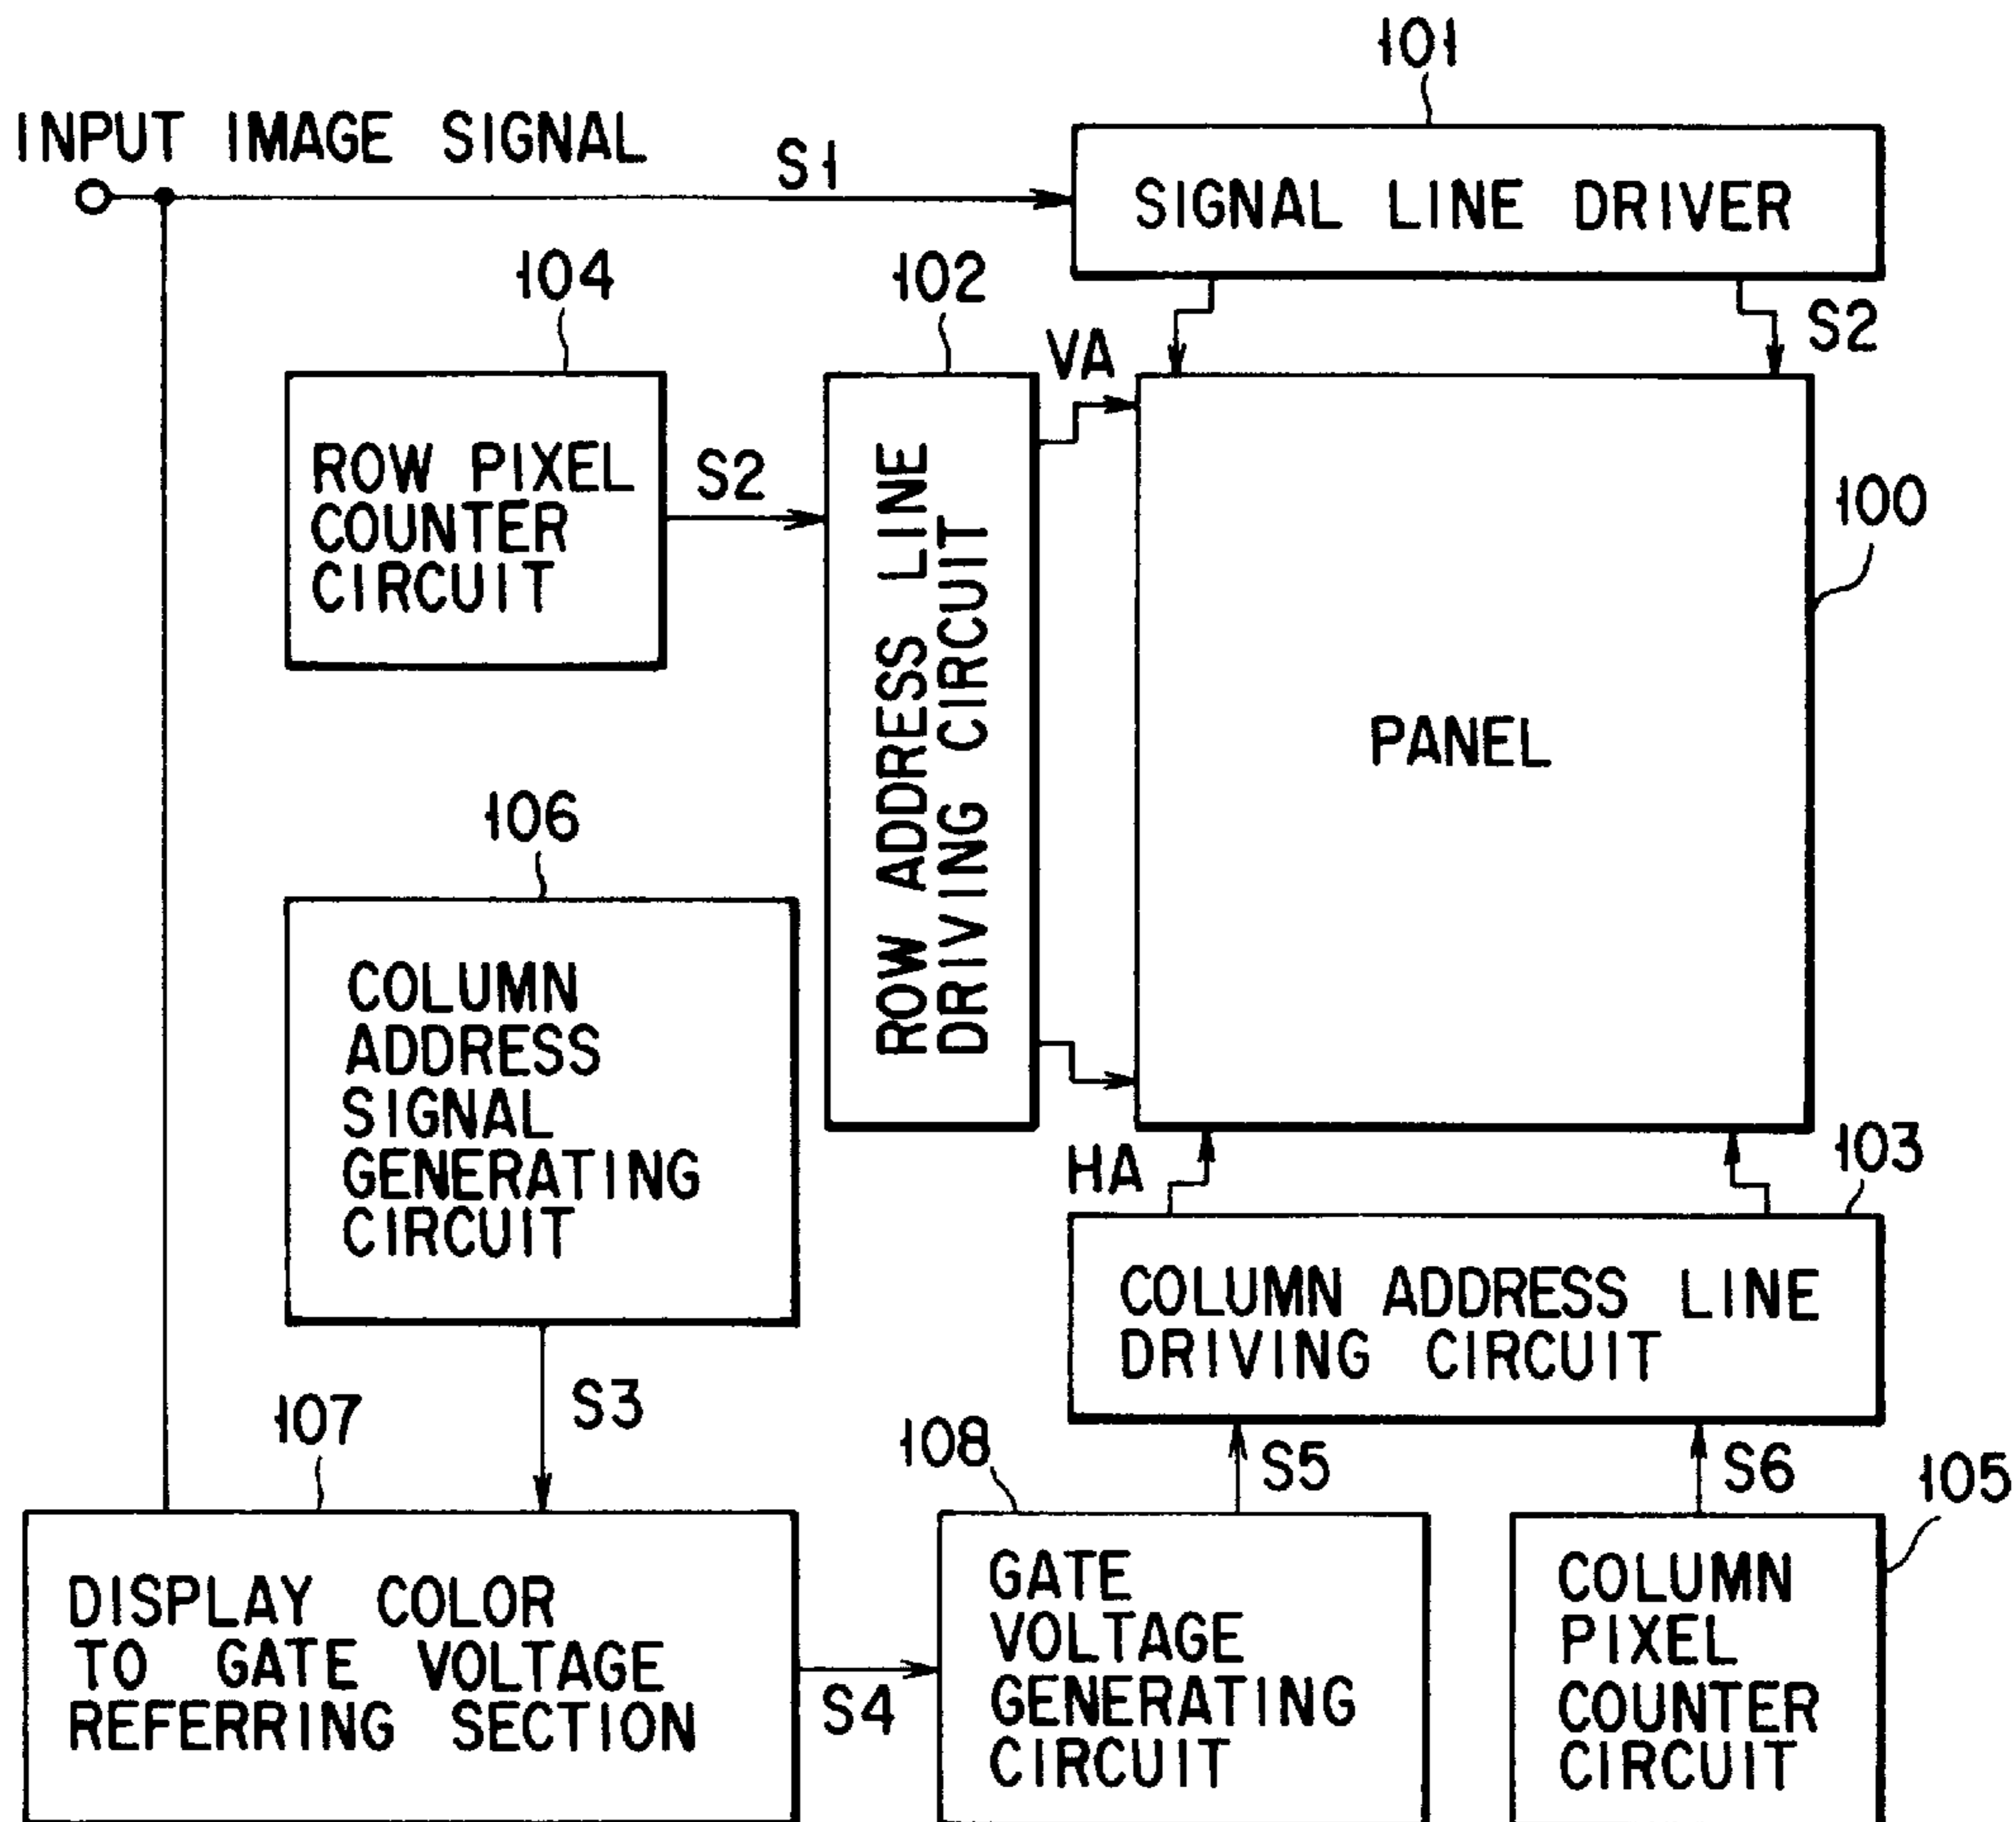 101
INPUT IMAGE SIGNAL
S1
SIGNAL LINE DRIVER
104
102
VA
S2
ROW PIXEL
COUNTER
CIRCUIT
S2
ROW ADDRESS LINE
DRIVING CIRCUIT
100
PANEL
106
COLUMN
ADDRESS
SIGNAL
GENERATING
CIRCUIT
HA
103
COLUMN ADDRESS LINE
DRIVING CIRCUIT
107
S3
108
S5
S6
105
DISPLAY COLOR
TO GATE VOLTAGE
REFERRING SECTION
S4
GATE
VOLTAGE
GENERATING
CIRCUIT
COLUMN
PIXEL
COUNTER
CIRCUIT